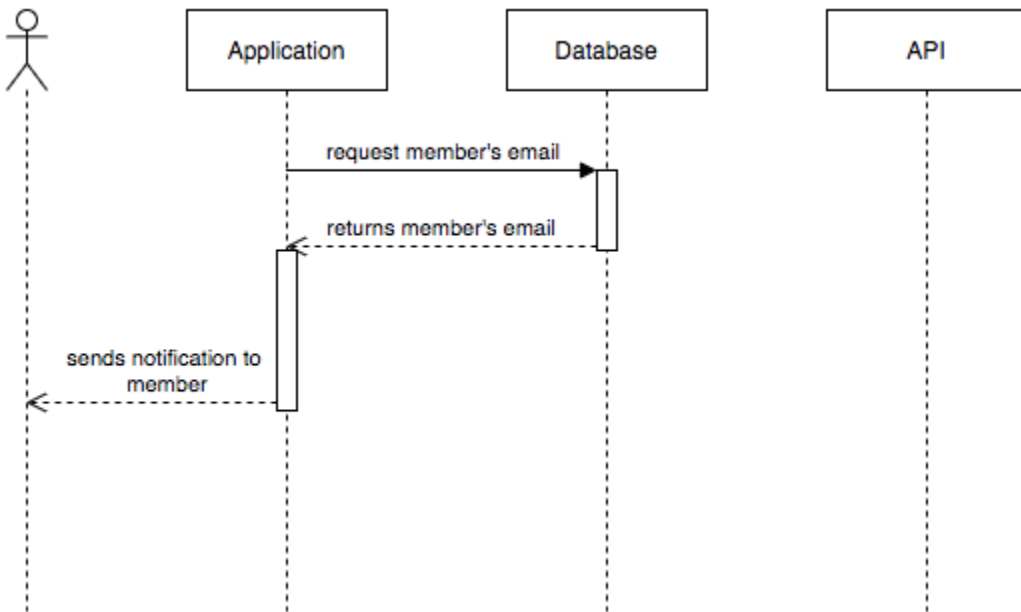 Application
Database
API
request member's email
returns member's email
sends notification to
member